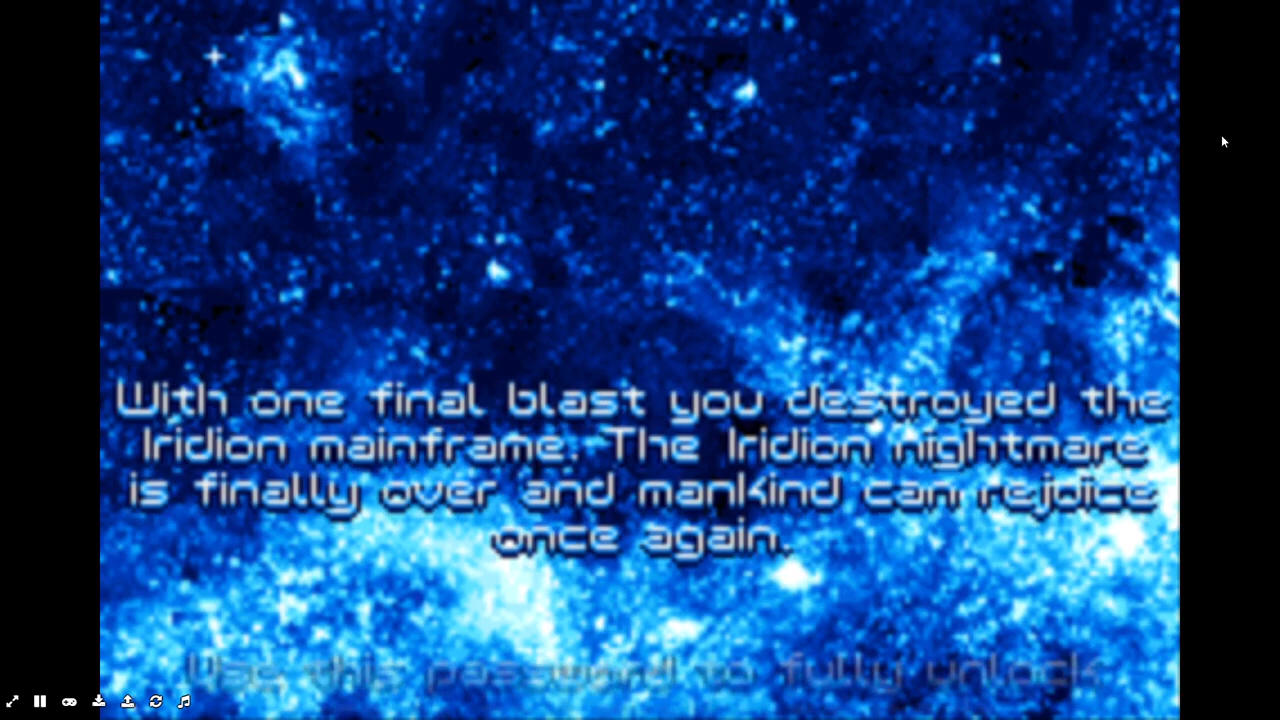 With one final blast you destroyed the
Iridion mainframe. The Iridion nightmare
is finally over and mankind can rejoice
once again.
Use this password to fully unlock